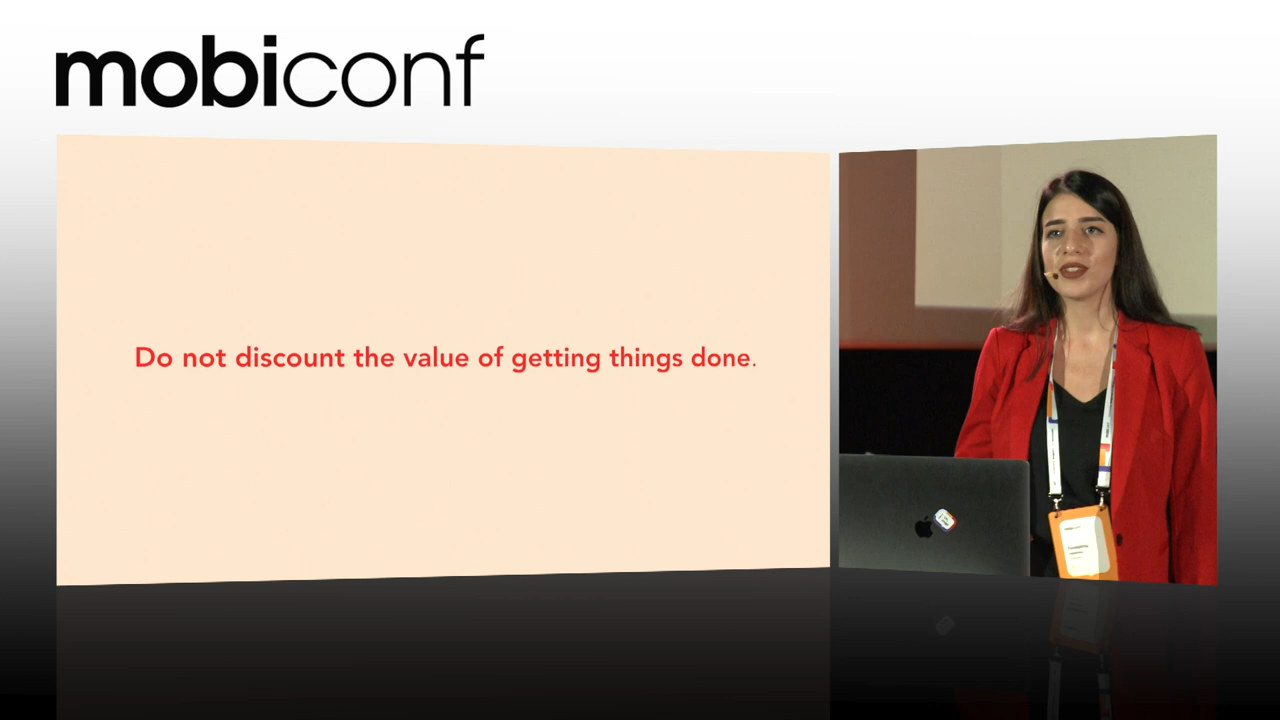 mobiconf
Do not discount the value of getting things done.